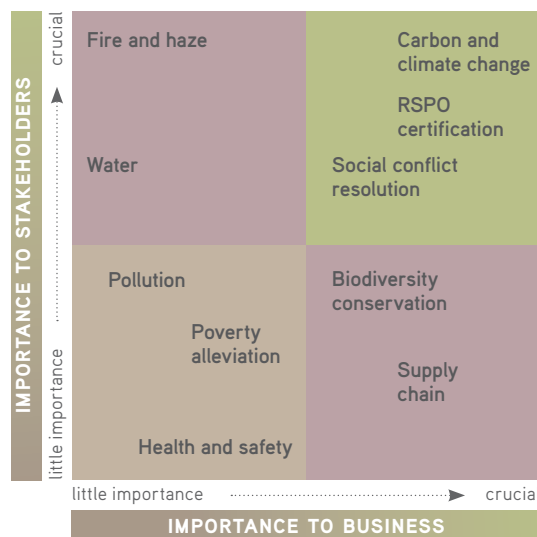 IMPORTANCE TO STAKEHOLDERS
crucial
little importance
Fire and haze
Carbon and
climate change
RSPO
certification
Water
Social conflict
resolution
Pollution
Biodiversity
conservation
Poverty
alleviation
Supply
chain
Health and safety
little importance
crucial
IMPORTANCE TO BUSINESS